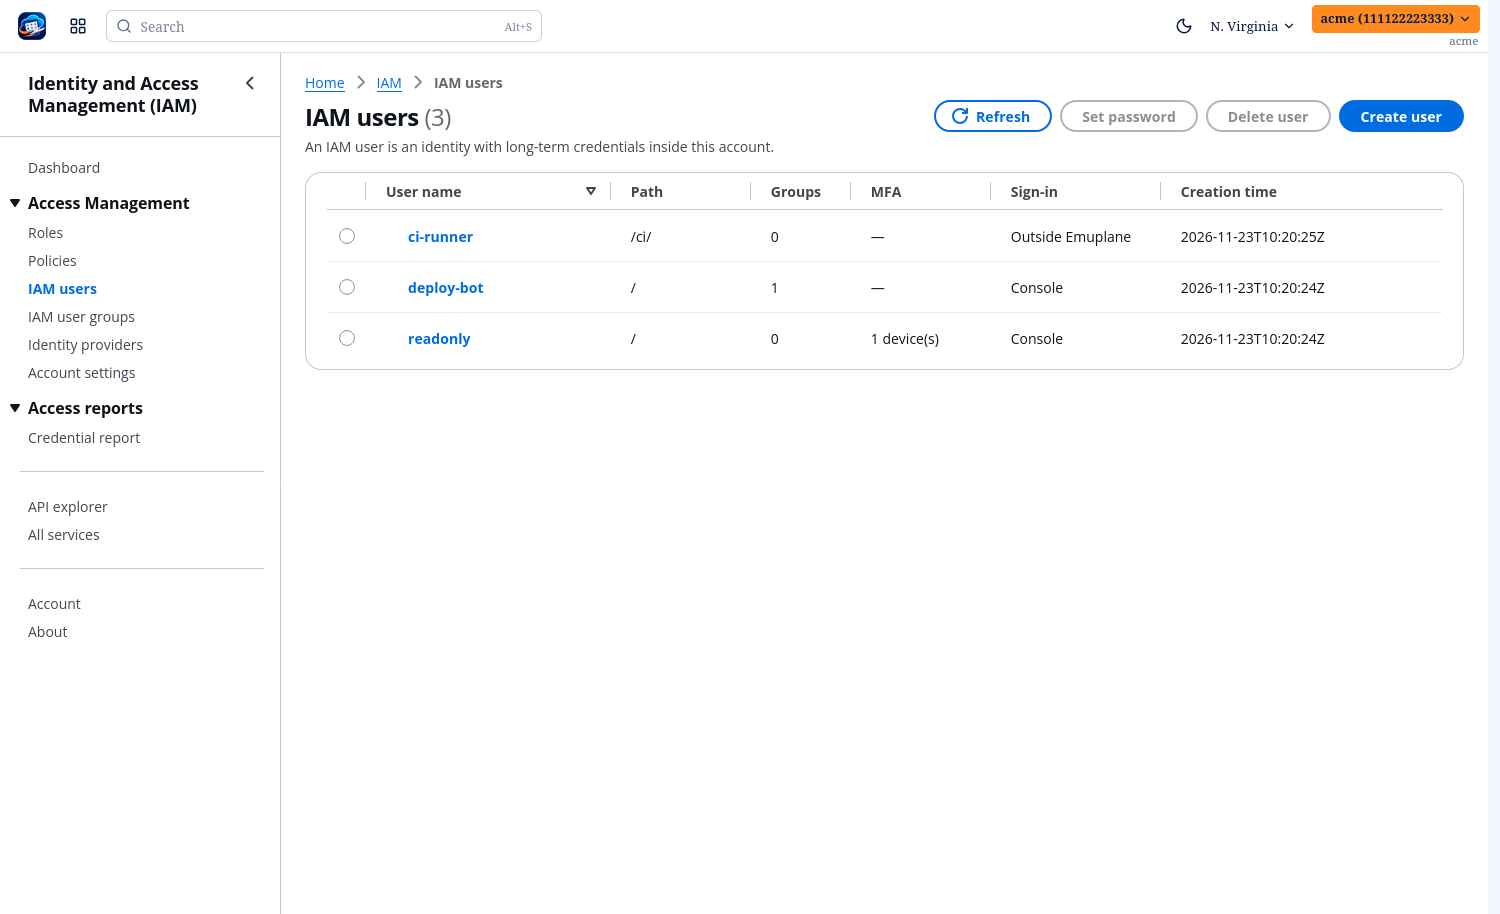 Search Alt+S
N. Virginia
acme (111122223333)
acme
Identity and Access
Management (IAM)
Dashboard
Access Management
Roles
Policies
IAM users
IAM user groups
Identity providers
Account settings
Access reports
Credential report
API explorer
All services
Account
About
Home IAM IAM users
IAM users (3)
Refresh Set password Delete user Create user
An IAM user is an identity with long-term credentials inside this account.
User name Path Groups MFA Sign-in Creation time
ci-runner /ci/ 0 — Outside Emuplane 2026-11-23T10:20:25Z
deploy-bot / 1 — Console 2026-11-23T10:20:24Z
readonly / 0 1 device(s) Console 2026-11-23T10:20:24Z